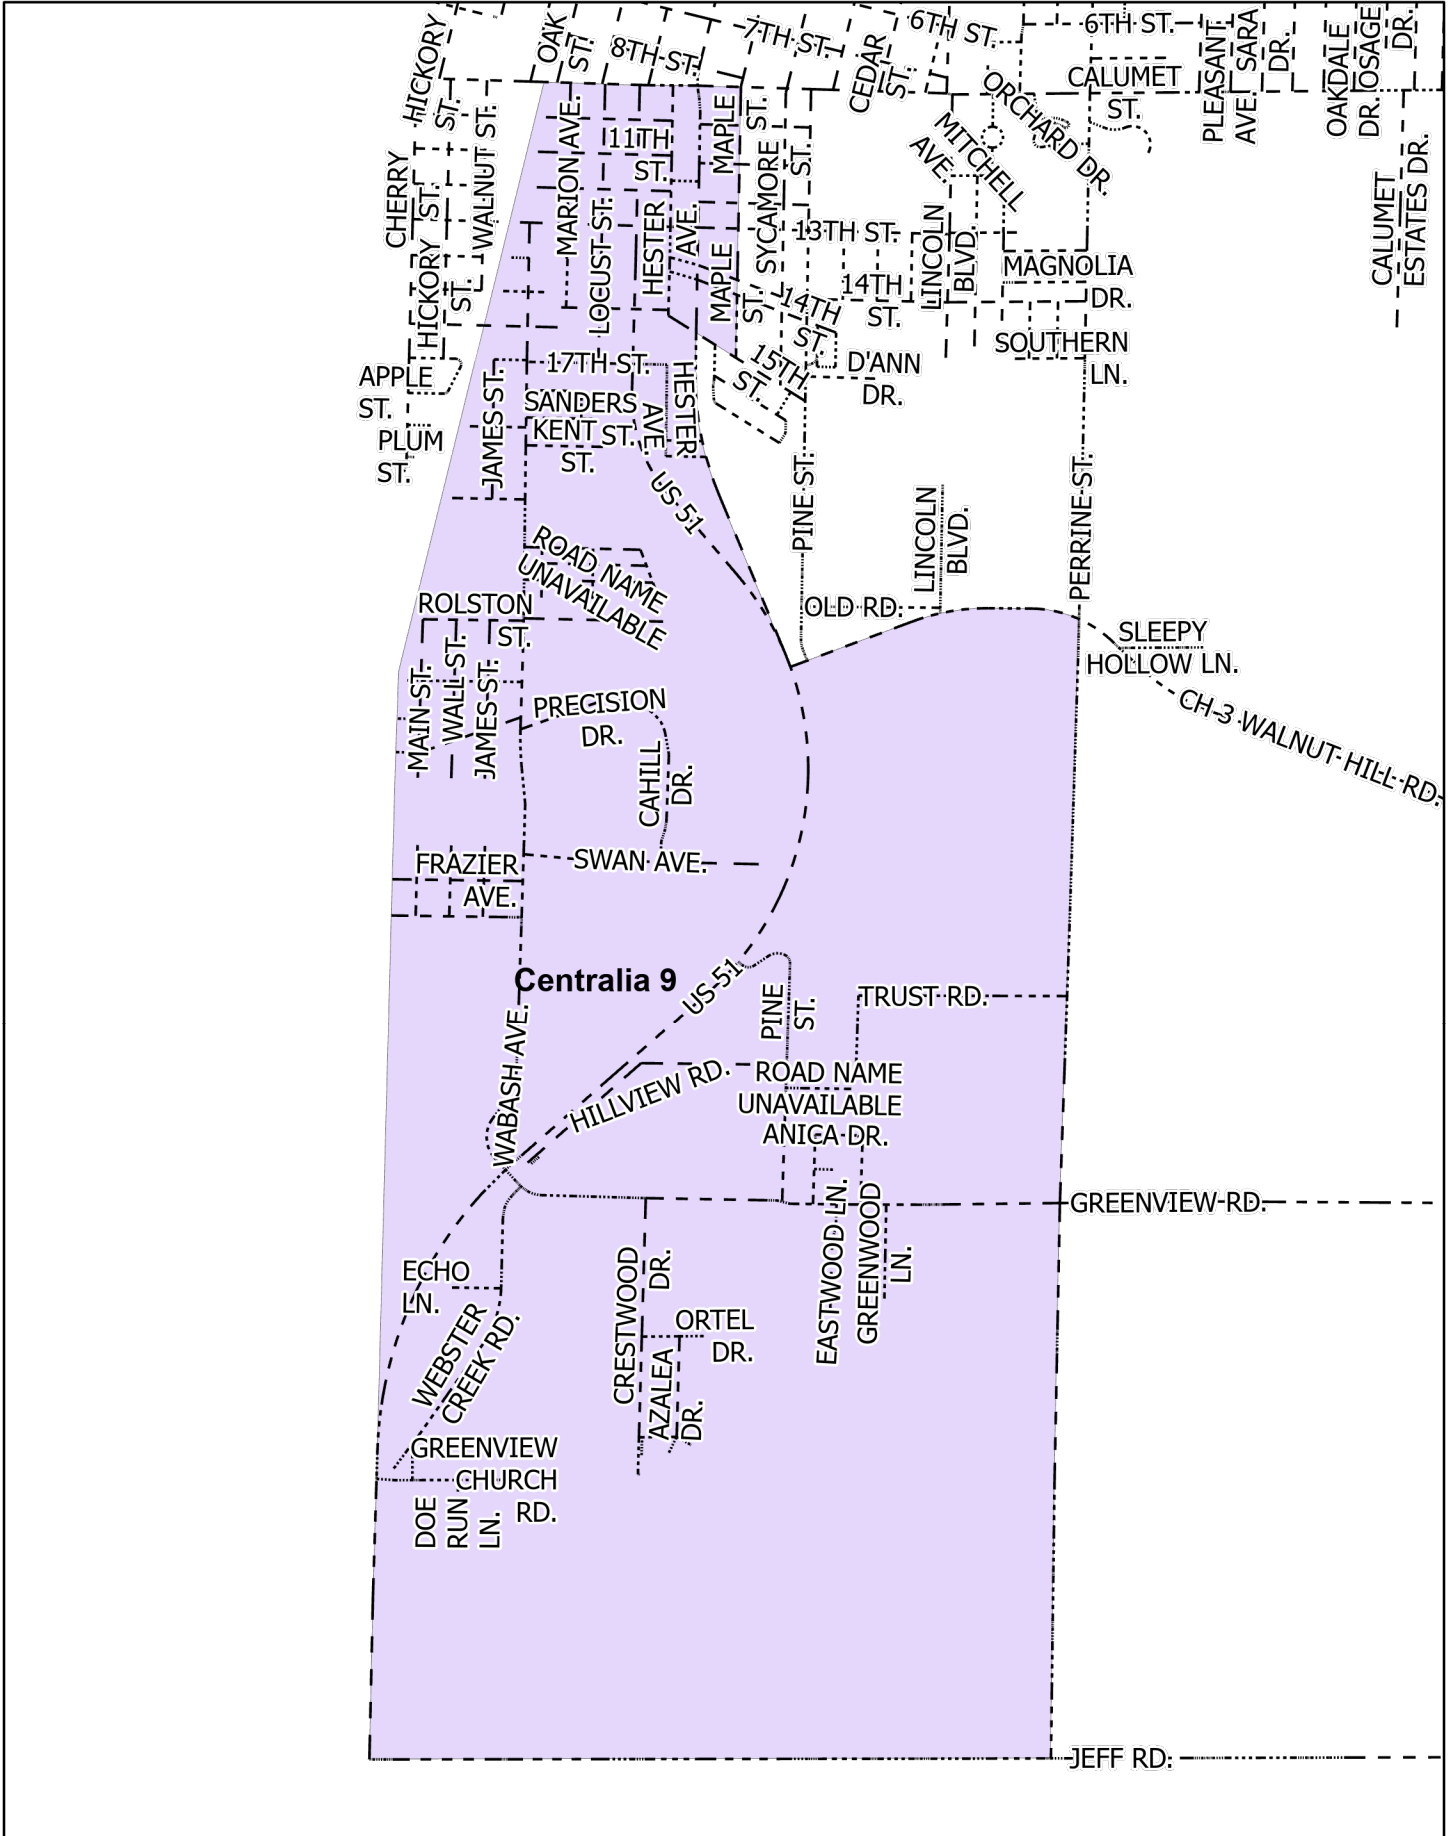 HICKORY
ST.
OAK
ST.
8TH ST.
7TH ST.
CEDAR
ST.
6TH ST.
6TH ST.
CALUMET
ST.
PLEASANT
AVE.
SARA
DR.
OAKDALE
DR.
OSAGE
DR.
ORCHARD DR.
MITCHELL
AVE.
CHERRY
ST.
WALNUT ST.
MARION AVE.
11TH
ST.
MAPLE
ST.
SYCAMORE
ST.
LOCUST ST.
HESTER
AVE.
MAPLE
ST.
13TH ST.
LINCOLN
BLVD
MAGNOLIA
DR.
CALUMET
ESTATES DR.
HICKORY
ST.
14TH
ST.
14TH
ST.
SOUTHERN
LN.
15TH
ST.
D'ANN
DR.
17TH ST.
APPLE
ST.
JAMES ST.
SANDERS
ST.
KENT
ST.
HESTER
AVE.
PLUM
ST.
US 51
PINE ST.
LINCOLN
BLVD.
PERRINE ST.
ROAD NAME
UNAVAILABLE
ROLSTON
ST.
OLD RD.
SLEEPY
HOLLOW LN.
CH 3 WALNUT HILL RD.
MAIN ST.
WALL ST.
JAMES ST.
PRECISION
DR.
CAHILL
DR.
FRAZIER
AVE.
SWAN AVE.
Centralia 9
US 51
PINE
ST.
TRUST RD.
WABASH AVE.
HILLVIEW RD.
ROAD NAME
UNAVAILABLE
ANICA DR.
GREENVIEW RD.
EASTWOOD LN.
GREENWOOD
LN.
ECHO
LN.
CRESTWOOD
DR.
WEBSTER
CREEK RD.
ORTEL
DR.
AZALEA
DR.
GREENVIEW
CHURCH
RD.
DOE
RUN
LN.
JEFF RD.